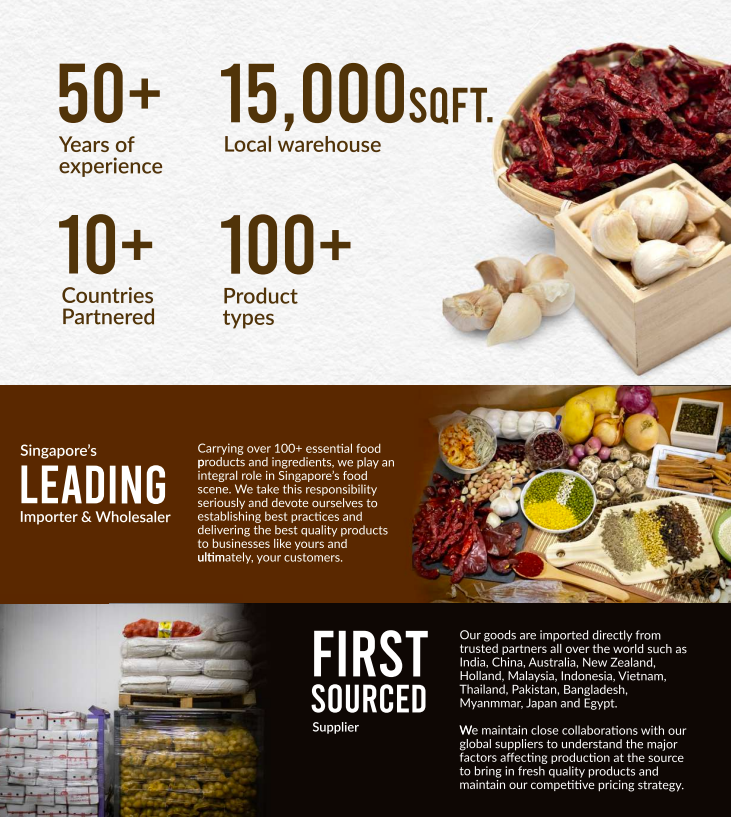 50+
Years of
experience
15,000SQFT.
Local warehouse
10+
Countries
Partnered
100+
Product
types
Singapore's
LEADING
Importer & Wholesaler
Carrying over 100+ essential food
products and ingredients, we play an
integral role in Singapore's food
scene. We take this responsibility
seriously and devote ourselves to
establishing best practices and
delivering the best quality products
to businesses like yours and
ultimately, your customers.
FIRST
SOURCED
Supplier
Our goods are imported directly from
trusted partners all over the world such as
India, China, Australia, New Zealand,
Holland, Malaysia, Indonesia, Vietnam,
Thailand, Pakistan, Bangladesh,
Myanmmar, Japan and Egypt.
We maintain close collaborations with our
global suppliers to understand the major
factors affecting production at the source
to bring in fresh quality products and
maintain our competitive pricing strategy.